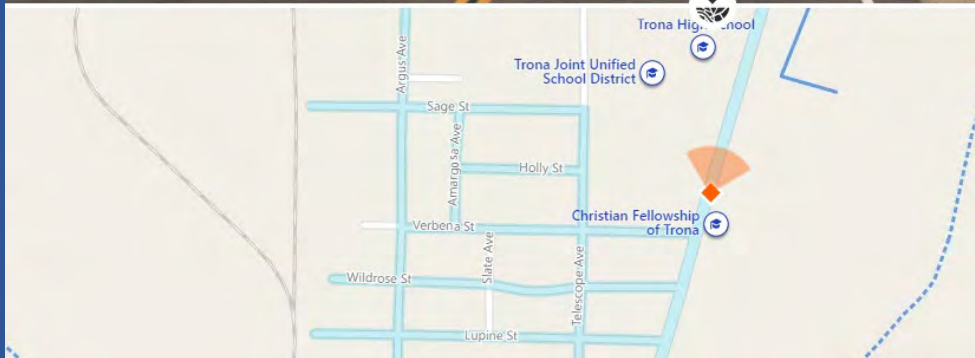 Trona High School
Trona Joint Unified
School District
Argus Ave
Sage St
Amargosa Ave
Holly St
Christian Fellowship
of Trona
Verbena St
Slate Ave
Telescope Ave
Wildrose St
Lupine St